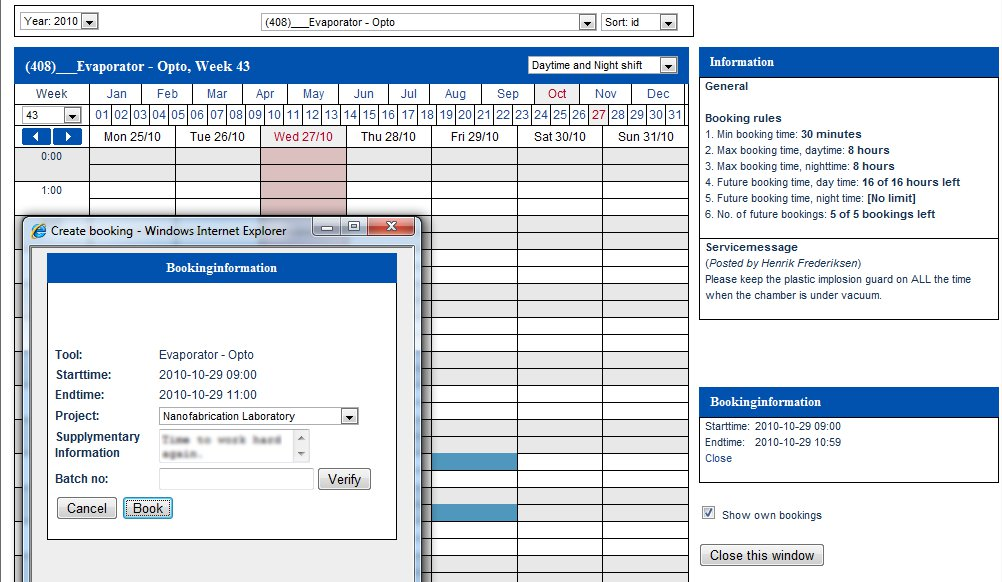 Year: 2010
(408)___Evaporator - Opto
Sort: id
(408)___Evaporator - Opto, Week 43
Daytime and Night shift
Week Jan Feb Mar Apr May Jun Jul Aug Sep Oct Nov Dec
43 01 02 03 04 05 06 07 08 09 10 11 12 13 14 15 16 17 18 19 20 21 22 23 24 25 26 27 28 29 30 31
Mon 25/10 Tue 26/10 Wed 27/10 Thu 28/10 Fri 29/10 Sat 30/10 Sun 31/10
0:00
1:00
Create booking - Windows Internet Explorer
Bookinginformation
Tool: Evaporator - Opto
Starttime: 2010-10-29 09:00
Endtime: 2010-10-29 11:00
Project: Nanofabrication Laboratory
Supplymentary Time to work hard
Information again.
Batch no: Verify
Cancel Book
Information
General
Booking rules
1. Min booking time: 30 minutes
2. Max booking time, daytime: 8 hours
3. Max booking time, nighttime: 8 hours
4. Future booking time, day time: 16 of 16 hours left
5. Future booking time, night time: [No limit]
6. No. of future bookings: 5 of 5 bookings left
Servicemessage
(Posted by Henrik Frederiksen)
Please keep the plastic implosion guard on ALL the time
when the chamber is under vacuum.
Bookinginformation
Starttime: 2010-10-29 09:00
Endtime: 2010-10-29 10:59
Close
Show own bookings
Close this window